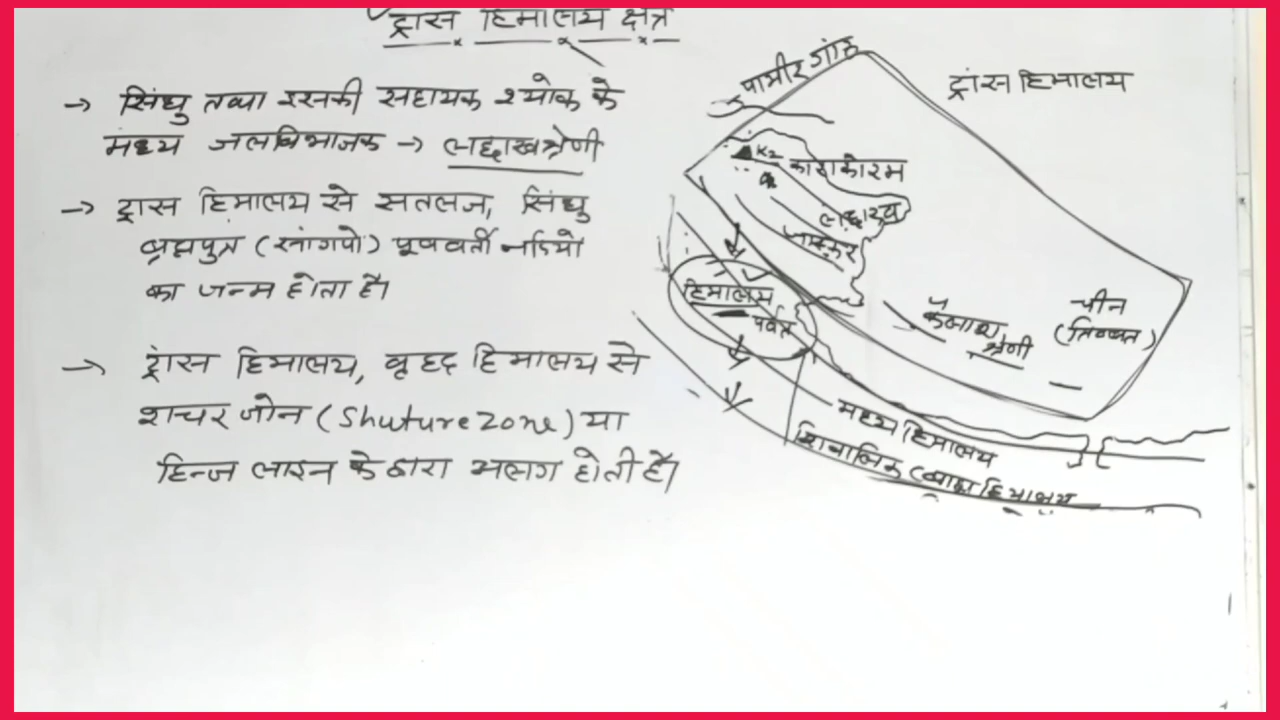 ट्रांस हिमालय क्षेत्र
→ सिंघु तथा इसकी सहायक श्योक के
मध्य जलविभाजक → लद्दाखश्रेणी
→ ट्रास हिमालय से सतलज, सिंघु
ब्रह्मपुत्र (सांगपो) पूर्ववर्ती नदियो
का जन्म होता है।
→ ट्रांस हिमालय, वृहद हिमालय से
शचर जोन (Shuture Zone) या
हिन्ज लाइन के द्वारा अलग होती है।
पामीर गांठ
ट्रांस हिमालय
K2
काराकोरम
लद्दाख
जास्कर
हिमालय
पर्वत
कैलाश
श्रेणी
चीन
(तिब्बत)
मध्य हिमालय
शिवालिक (बाह्य हिमालय